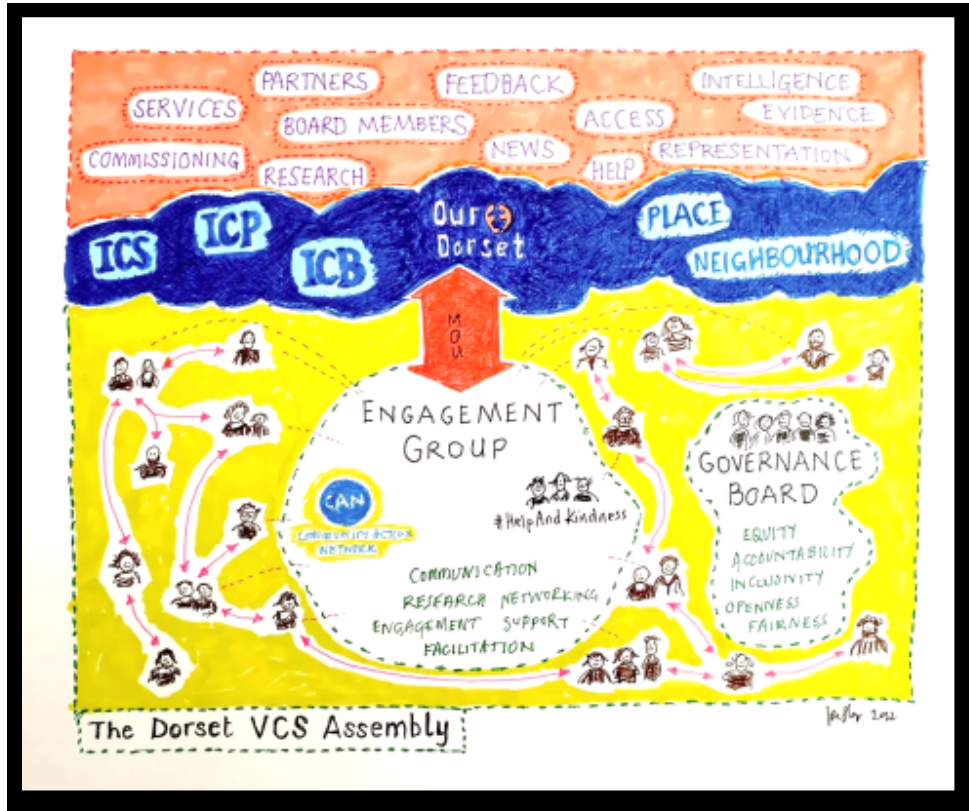 PARTNERS
FEEDBACK
INTELLIGENCE
SERVICES
BOARD MEMBERS
ACCESS
EVIDENCE
COMMISSIONING
RESEARCH
NEWS
HELP
REPRESENTATION
ICS
ICP
ICB
Our
Dorset
PLACE
NEIGHBOURHOOD
MOU
ENGAGEMENT
GROUP
CAN
COMMUNITY ACTION
NETWORK
#HelpAndKindness
COMMUNICATION
RESEARCH NETWORKING
ENGAGEMENT SUPPORT
FACILITATION
GOVERNANCE
BOARD
EQUITY
ACCOUNTABILITY
INCLUSIVITY
OPENNESS
FAIRNESS
The Dorset VCS Assembly